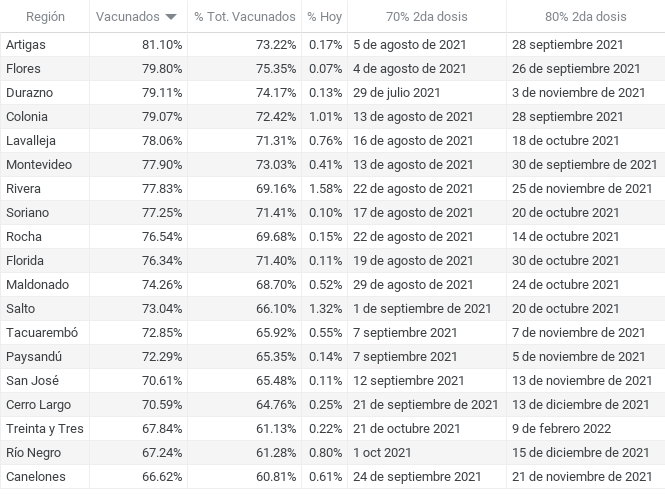 Región Vacunados % Tot. Vacunados % Hoy 70% 2da dosis 80% 2da dosis
Artigas 81.10% 73.22% 0.17% 5 de agosto de 2021 28 septiembre 2021
Flores 79.80% 75.35% 0.07% 4 de agosto de 2021 26 de septiembre 2021
Durazno 79.11% 74.17% 0.13% 29 de julio 2021 3 de noviembre de 2021
Colonia 79.07% 72.42% 1.01% 13 de agosto de 2021 28 septiembre 2021
Lavalleja 78.06% 71.31% 0.76% 16 de agosto de 2021 18 de octubre 2021
Montevideo 77.90% 73.03% 0.41% 13 de agosto de 2021 30 de septiembre de 2021
Rivera 77.83% 69.16% 1.58% 22 de agosto de 2021 25 de noviembre de 2021
Soriano 77.25% 71.41% 0.10% 17 de agosto de 2021 20 de octubre 2021
Rocha 76.54% 69.68% 0.15% 22 de agosto de 2021 14 de octubre 2021
Florida 76.34% 71.40% 0.11% 19 de agosto de 2021 30 de octubre 2021
Maldonado 74.26% 68.70% 0.52% 29 de agosto de 2021 24 de octubre 2021
Salto 73.04% 66.10% 1.32% 1 de septiembre de 2021 20 de octubre 2021
Tacuarembó 72.85% 65.92% 0.55% 7 septiembre 2021 7 de noviembre de 2021
Paysandú 72.29% 65.35% 0.14% 7 septiembre 2021 5 de noviembre de 2021
San José 70.61% 65.48% 0.11% 12 septiembre 2021 13 de noviembre de 2021
Cerro Largo 70.59% 64.76% 0.25% 21 de septiembre de 2021 13 de diciembre de 2021
Treinta y Tres 67.84% 61.13% 0.22% 21 de octubre 2021 9 de febrero 2022
Río Negro 67.24% 61.28% 0.80% 1 oct 2021 15 de diciembre de 2021
Canelones 66.62% 60.81% 0.61% 24 de septiembre 2021 21 de noviembre de 2021